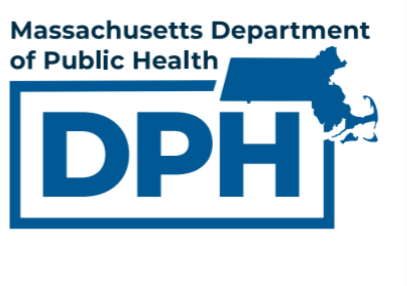 Massachusetts Department
of Public Health
DPH